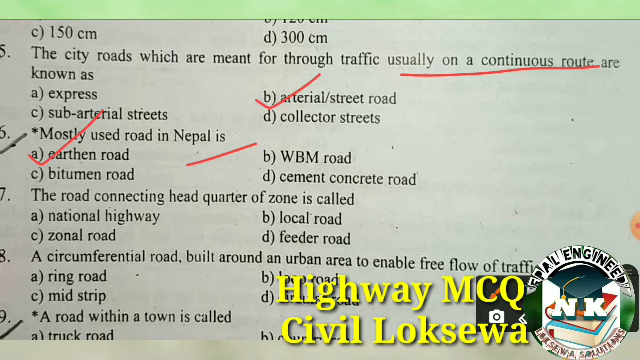 c) 150 cm
b) 120 cm
d) 300 cm
5. The city roads which are meant for through traffic usually on a continuous route are
known as
a) express
b) arterial/street road
c) sub-arterial streets
d) collector streets
6. *Mostly used road in Nepal is
a) earthen road
b) WBM road
c) bitumen road
d) cement concrete road
7. The road connecting head quarter of zone is called
a) national highway
b) local road
c) zonal road
d) feeder road
8. A circumferential road, built around an urban area to enable free flow of traffic
a) ring road
c) mid strip
d)
9. *A road within a town is called
a) truck road
Highway MCQ
Civil Loksewa
NEPAL ENGINEERING
NK
LOKSEWA SOLUTIONS